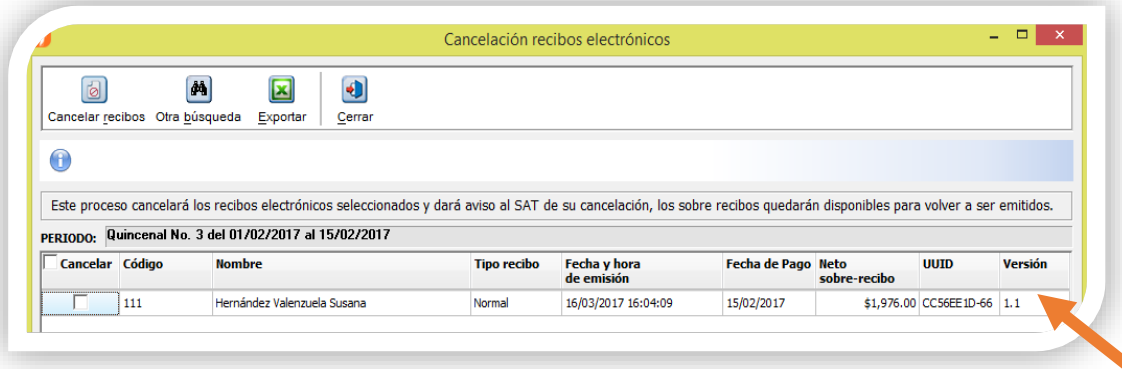 Cancelación recibos electrónicos
Cancelar recibos Otra búsqueda Exportar Cerrar
Este proceso cancelará los recibos electrónicos seleccionados y dará aviso al SAT de su cancelación, los sobre recibos quedarán disponibles para volver a ser emitidos.
PERIODO: Quincenal No. 3 del 01/02/2017 al 15/02/2017
Cancelar Código Nombre Tipo recibo Fecha y hora de emisión Fecha de Pago Neto sobre-recibo UUID Versión
111 Hernández Valenzuela Susana Normal 16/03/2017 16:04:09 15/02/2017 $1,976.00 CC56EE1D-66 1.1